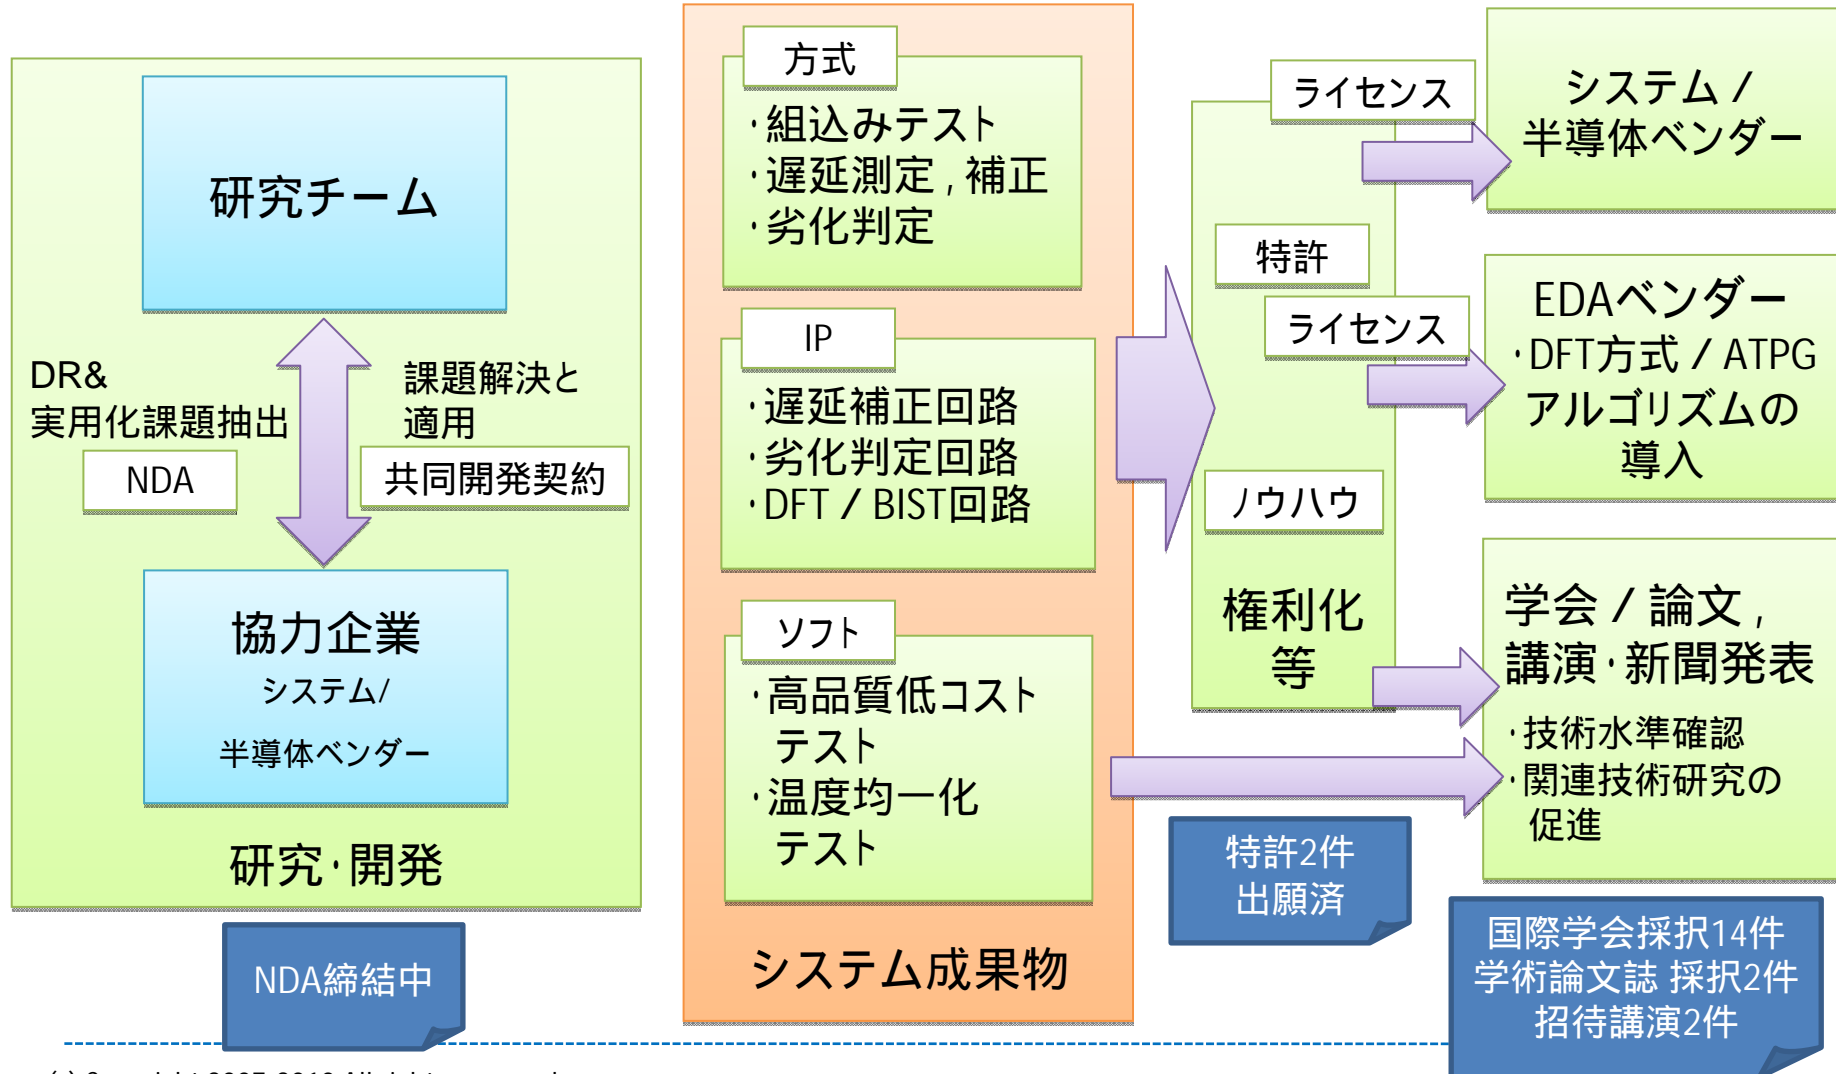 研究チーム
DR&
実用化課題抽出
NDA
課題解決と
適用
共同開発契約
協力企業
システム/
半導体ベンダー
研究・開発
NDA締結中
方式
・組込みテスト
・遅延測定，補正
・劣化判定
IP
・遅延補正回路
・劣化判定回路
・DFT／BIST回路
ソフト
・高品質低コスト
テスト
・温度均一化
テスト
システム成果物
ライセンス
特許
ライセンス
ノウハウ
権利化
等
特許2件
出願済
システム／
半導体ベンダー
EDAベンダー
・DFT方式／ATPG
アルゴリズムの
導入
学会／論文，
講演・新聞発表
・技術水準確認
・関連技術研究の
促進
国際学会採択14件
学術論文誌 採択2件
招待講演2件